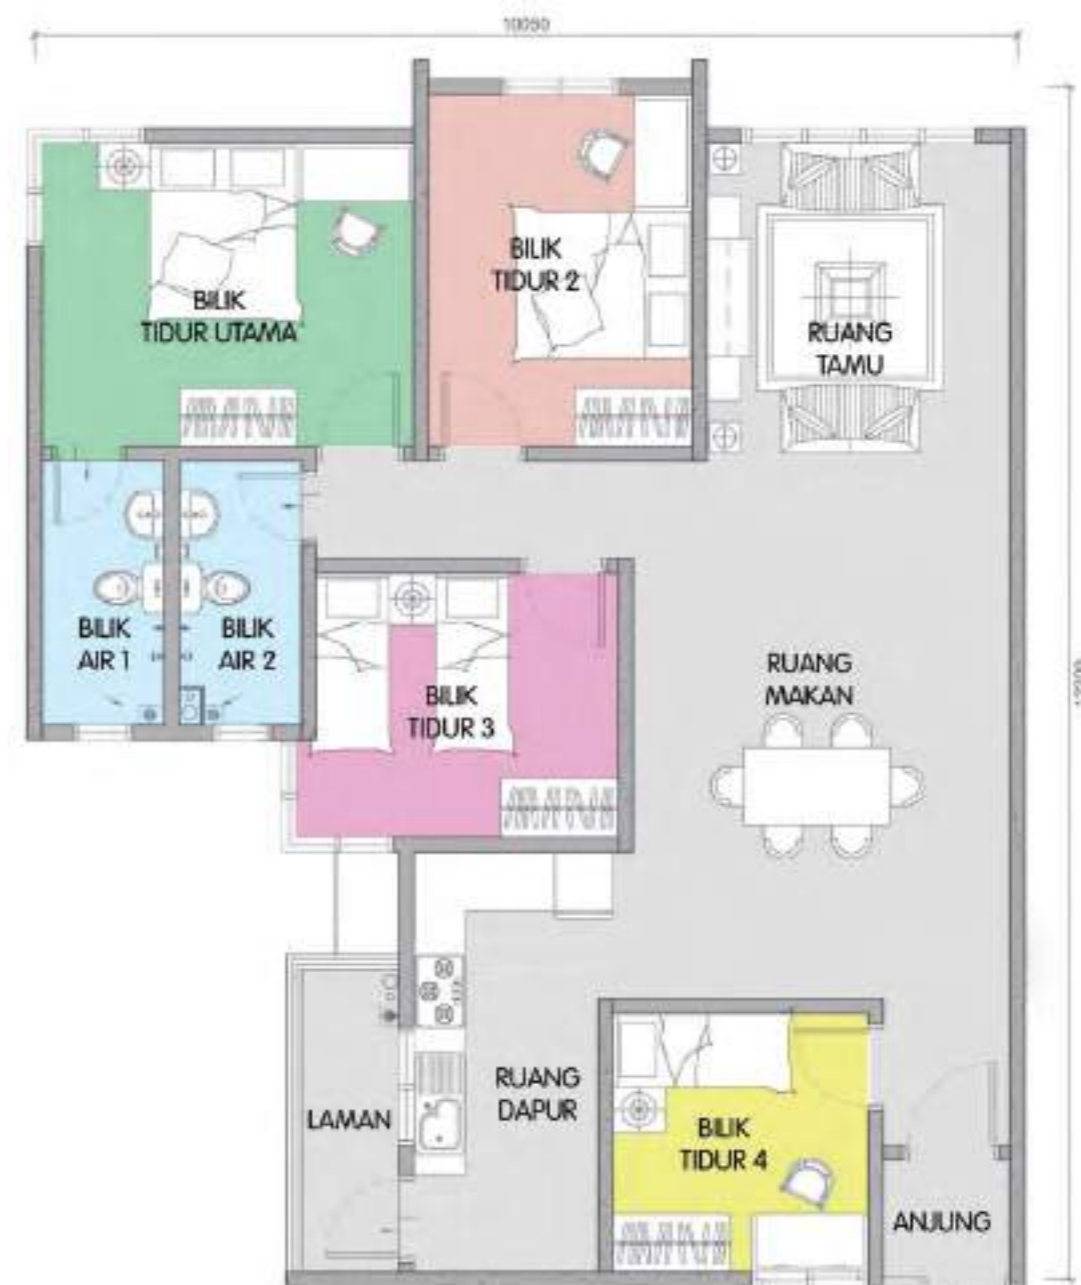 10090
BILIK
TIDUR 2
BILIK
TIDUR UTAMA
RUANG
TAMU
BILIK
AIR 1
BILIK
AIR 2
BILIK
TIDUR 3
RUANG
MAKAN
RUANG
DAPUR
LAMAN
BILIK
TIDUR 4
ANJUNG